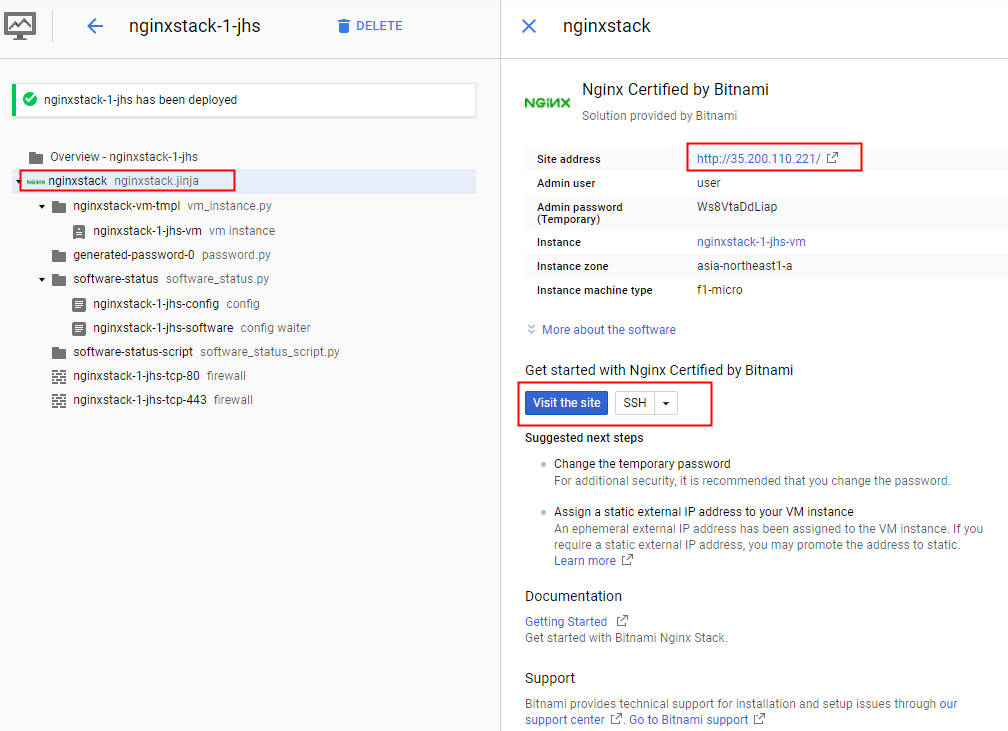 nginxstack-1-jhs
DELETE
nginxstack-1-jhs has been deployed
Overview - nginxstack-1-jhs
NGINX nginxstack nginxstack.jinja
nginxstack-vm-tmpl vm_instance.py
nginxstack-1-jhs-vm vm instance
generated-password-0 password.py
software-status software_status.py
nginxstack-1-jhs-config config
nginxstack-1-jhs-software config waiter
software-status-script software_status_script.py
nginxstack-1-jhs-tcp-80 firewall
nginxstack-1-jhs-tcp-443 firewall
nginxstack
NGINX
Nginx Certified by Bitnami
Solution provided by Bitnami
Site address http://35.200.110.221/
Admin user user
Admin password Ws8VtaDdLiap
(Temporary)
Instance nginxstack-1-jhs-vm
Instance zone asia-northeast1-a
Instance machine type f1-micro
More about the software
Get started with Nginx Certified by Bitnami
Visit the site SSH
Suggested next steps
Change the temporary password
For additional security, it is recommended that you change the password.
Assign a static external IP address to your VM instance
An ephemeral external IP address has been assigned to the VM instance. If you
require a static external IP address, you may promote the address to static.
Learn more
Documentation
Getting Started
Get started with Bitnami Nginx Stack.
Support
Bitnami provides technical support for installation and setup issues through our
support center. Go to Bitnami support